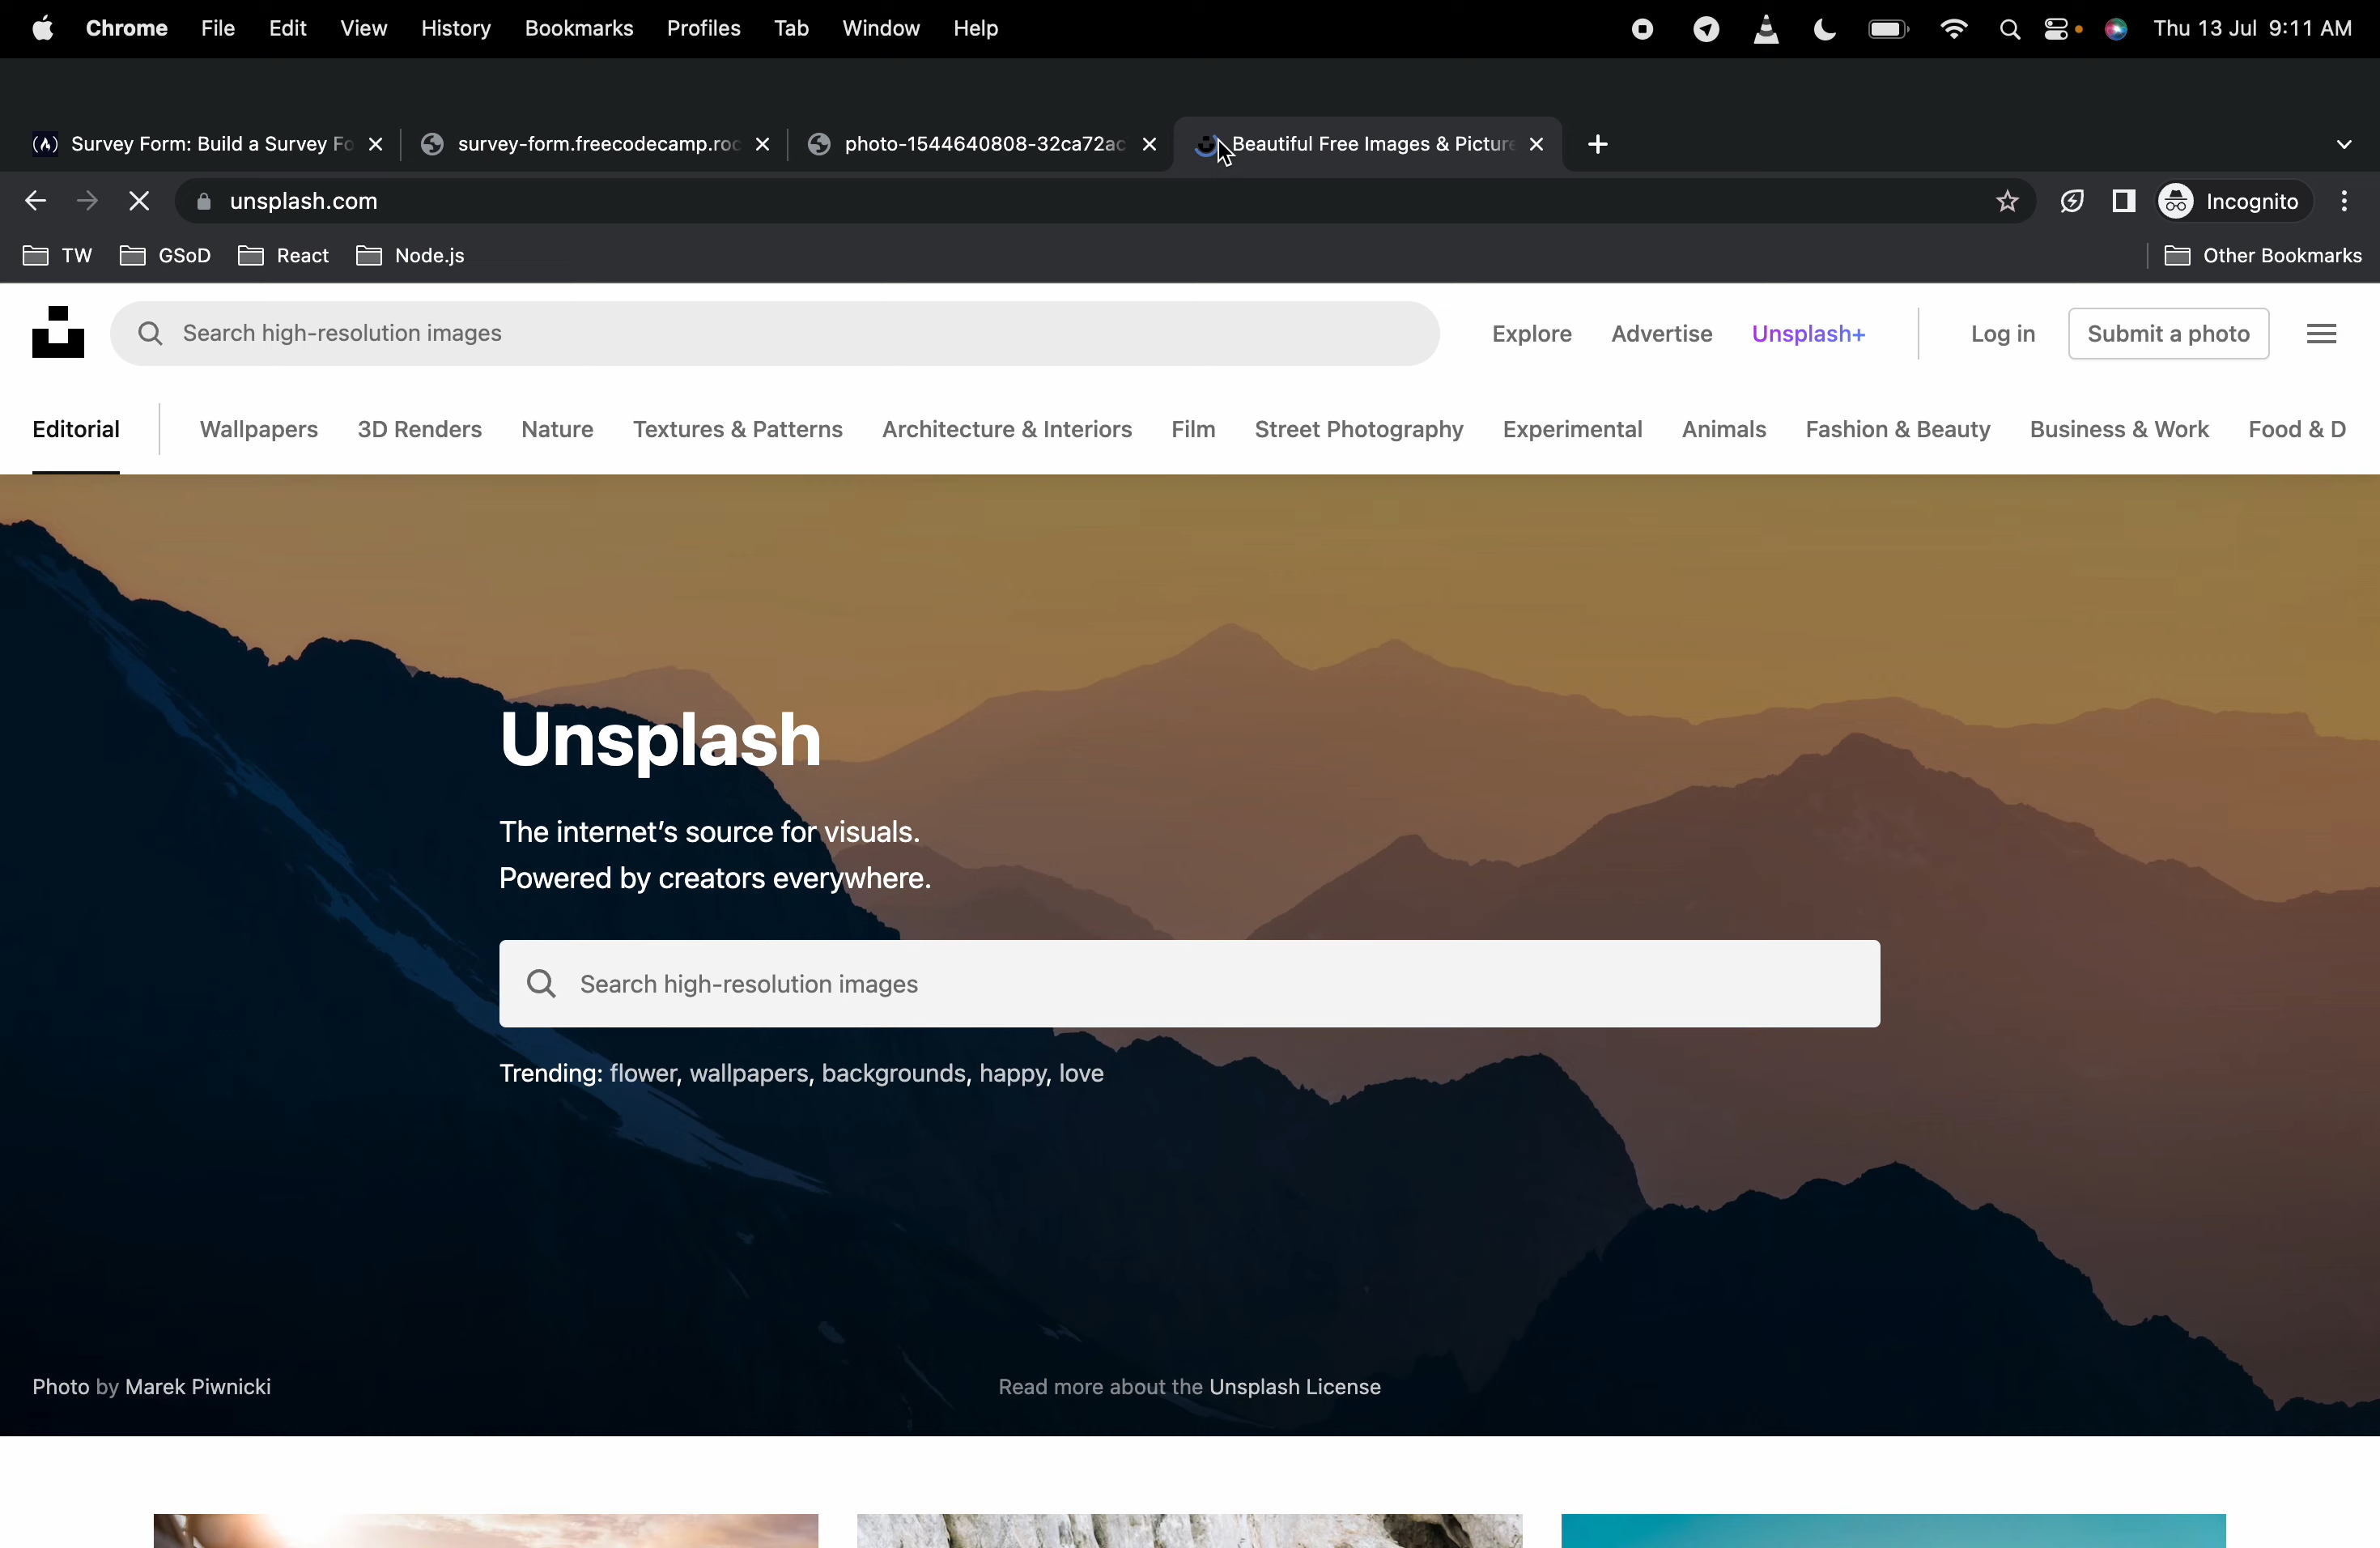 Chrome File Edit View History Bookmarks Profiles Tab Window Help Thu 13 Jul 9:11 AM
Survey Form: Build a Survey Fo survey-form.freecodecamp.roc photo-1544640808-32ca72ac Beautiful Free Images & Picture
unsplash.com Incognito
TW GSoD React Node.js Other Bookmarks
Search high-resolution images Explore Advertise Unsplash+ Log in Submit a photo
Editorial Wallpapers 3D Renders Nature Textures & Patterns Architecture & Interiors Film Street Photography Experimental Animals Fashion & Beauty Business & Work Food & D
Unsplash
The internet's source for visuals.
Powered by creators everywhere.
Search high-resolution images
Trending: flower, wallpapers, backgrounds, happy, love
Photo by Marek Piwnicki Read more about the Unsplash License